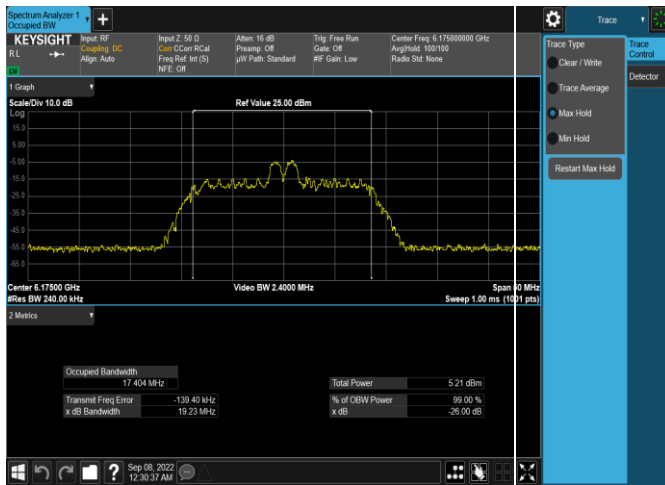 Spectrum Analyzer 1
Occupied BW
+
Trace
KEYSIGHT
R L
LU
Input: RF
Coupling: DC
Align: Auto
Input Z: 50 Ω
Corr CCorr RCal
Freq Ref: Int (S)
NFE: Off
Atten: 16 dB
Preamp: Off
µW Path: Standard
Trig: Free Run
Gate: Off
#IF Gain: Low
Center Freq: 6.175000000 GHz
Avg|Hold: 100/100
Radio Std: None
1 Graph
Scale/Div 10.0 dB
Ref Value 25.00 dBm
Log
15.0
5.00
-5.00
-15.0
-25.0
-35.0
-45.0
-55.0
-65.0
Center 6.17500 GHz
#Res BW 240.00 kHz
Video BW 2.4000 MHz
Span 50 MHz
Sweep 1.00 ms (1001 pts)
2 Metrics
Occupied Bandwidth
17.404 MHz
Transmit Freq Error -139.40 kHz
x dB Bandwidth 19.23 MHz
Total Power 5.21 dBm
% of OBW Power 99.00 %
x dB -26.00 dB
Trace Type
Clear / Write
Trace Average
Max Hold
Min Hold
Restart Max Hold
Trace
Control
Detector
?
Sep 08, 2022
12:30:37 AM